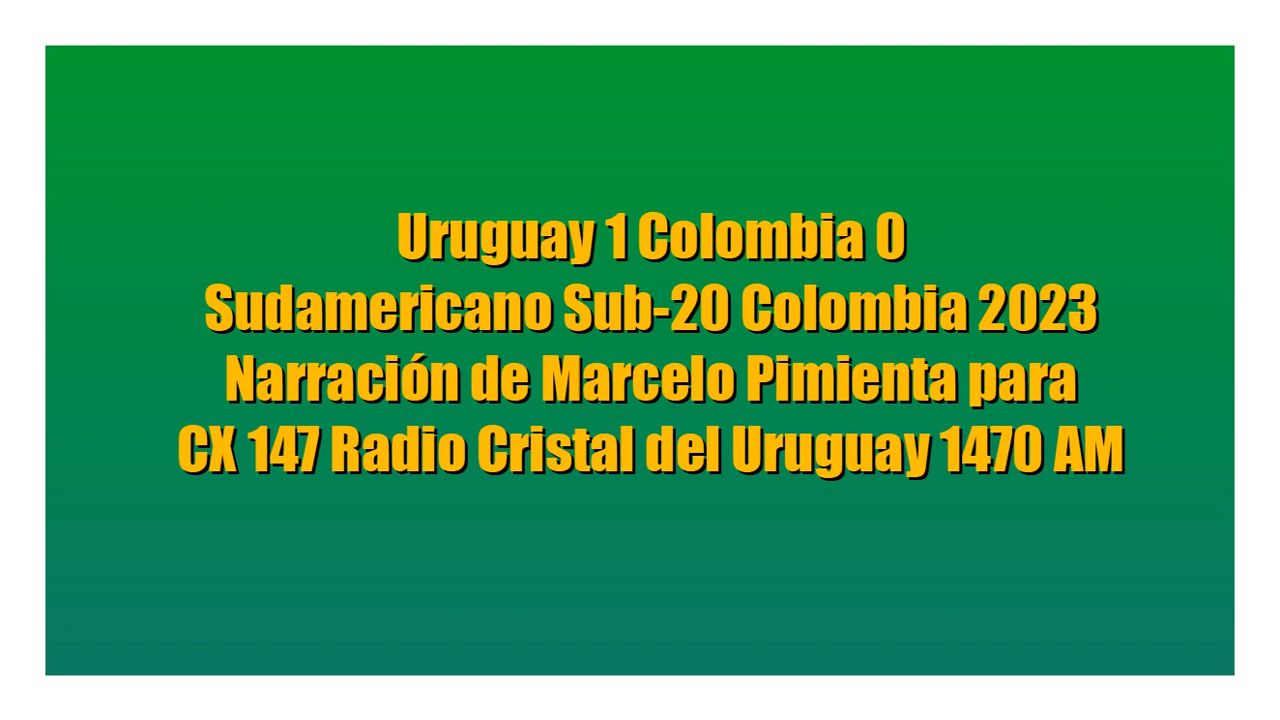 Uruguay 1 Colombia 0
Sudamericano Sub-20 Colombia 2023
Narración de Marcelo Pimienta para
CX 147 Radio Cristal del Uruguay 1470 AM